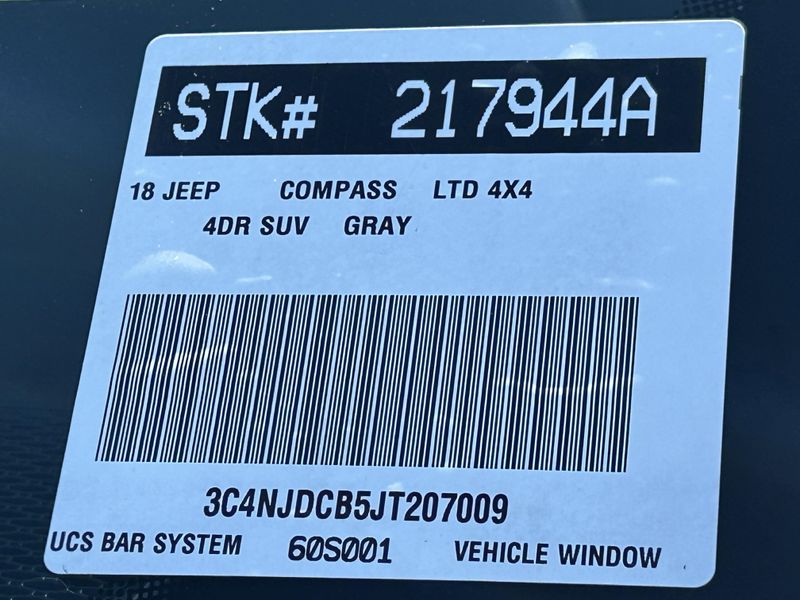 STK# 217944A
18 JEEP COMPASS LTD 4X4
4DR SUV GRAY
3C4NJDCB5JT207009
UCS BAR SYSTEM 60S001 VEHICLE WINDOW